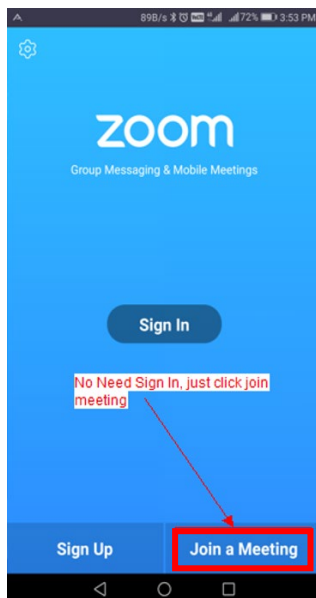 89B/s 72% 3:53 PM
zoom
Group Messaging & Mobile Meetings
Sign In
No Need Sign In, just click join
meeting
Sign Up Join a Meeting